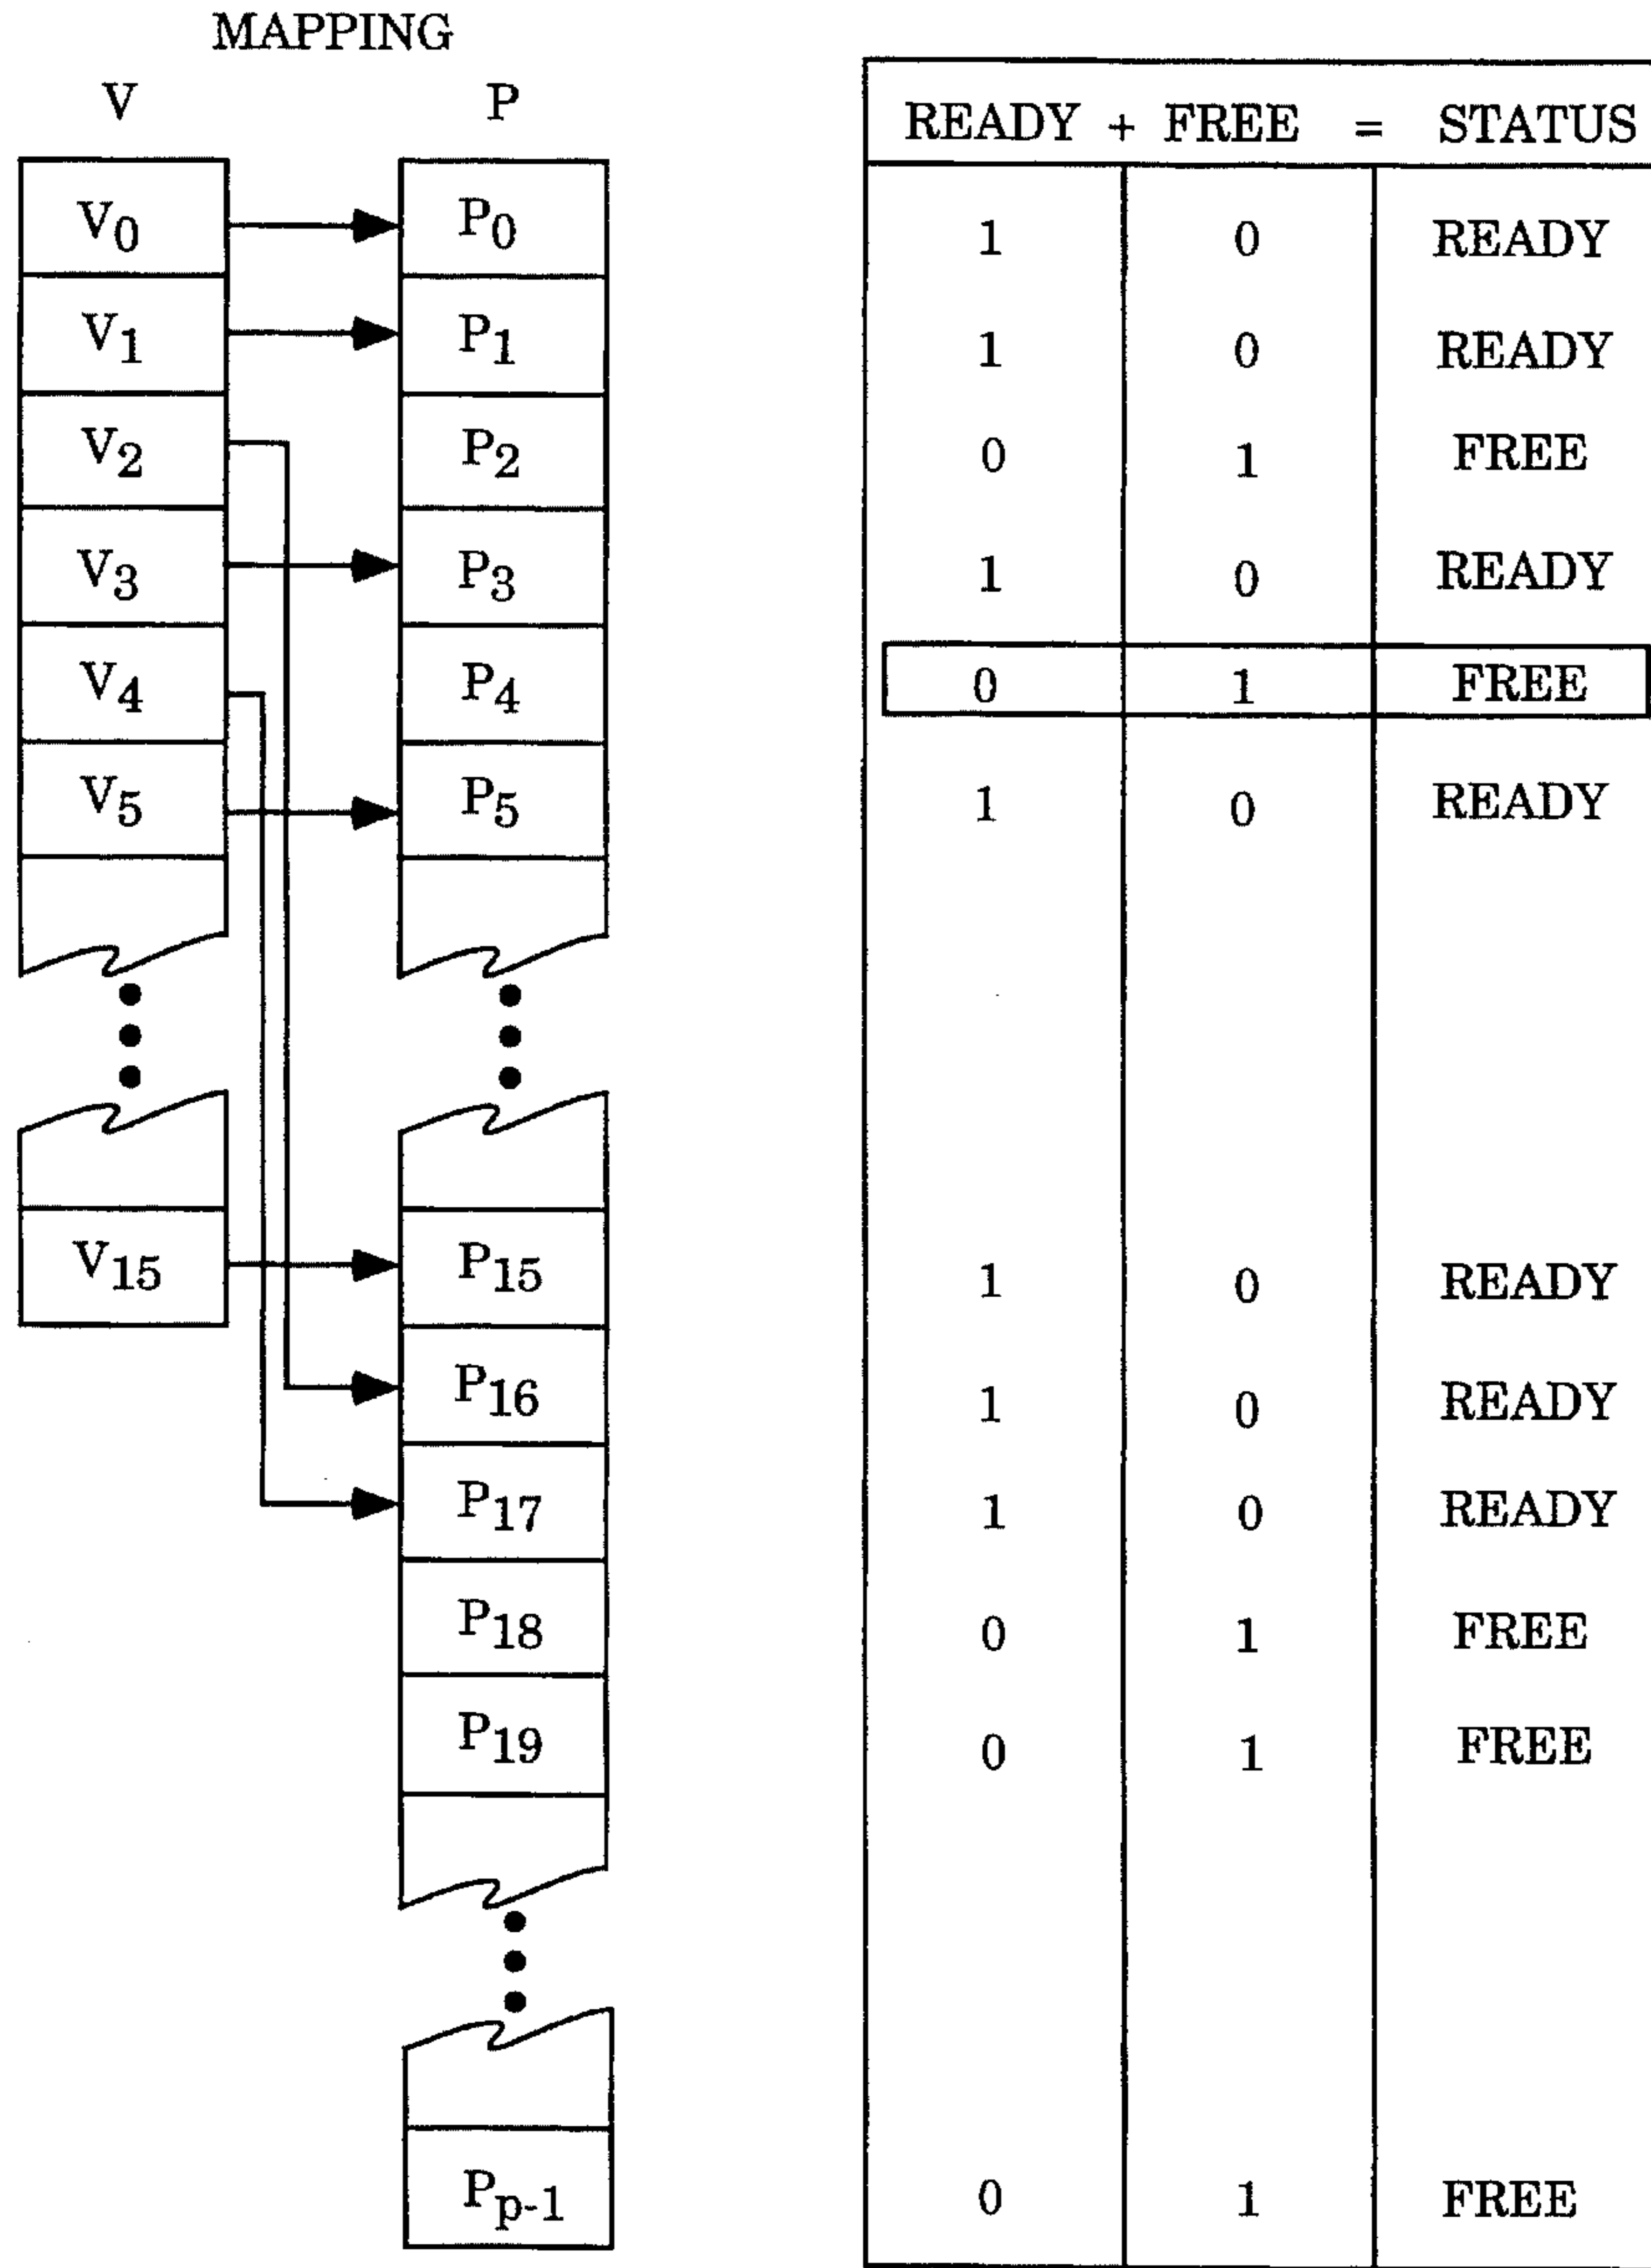 MAPPING
V P
READY + FREE = STATUS
V0 P0 1 0 READY
V1 P1 1 0 READY
V2 P2 0 1 FREE
V3 P3 1 0 READY
V4 P4 0 1 FREE
V5 P5 1 0 READY
V15 P15 1 0 READY
P16 1 0 READY
P17 1 0 READY
P18 0 1 FREE
P19 0 1 FREE
Pp-1 0 1 FREE